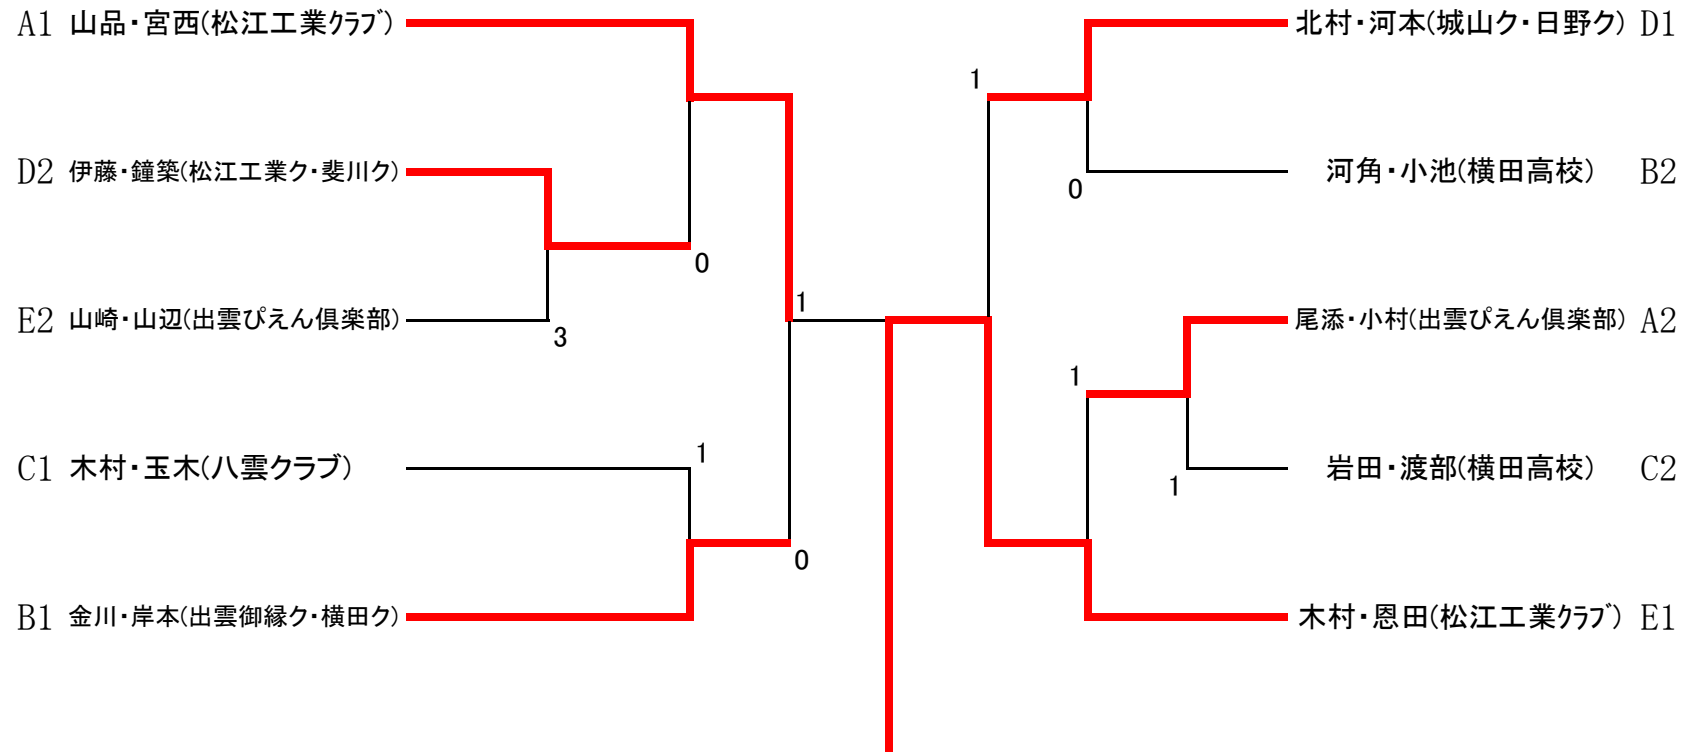 A1 山品・宮西(松江工業ｸﾗﾌﾞ)
北村・河本(城山ク・日野ク) D1
1
D2 伊藤・鐘築(松江工業ク・斐川ク)
河角・小池(横田高校) B2
0
0
E2 山崎・山辺(出雲ぴえん倶楽部)
1
尾添・小村(出雲ぴえん倶楽部) A2
3
1
C1 木村・玉木(八雲クラブ)
1
岩田・渡部(横田高校) C2
1
0
B1 金川・岸本(出雲御縁ク・横田ク)
木村・恩田(松江工業ｸﾗﾌﾞ) E1